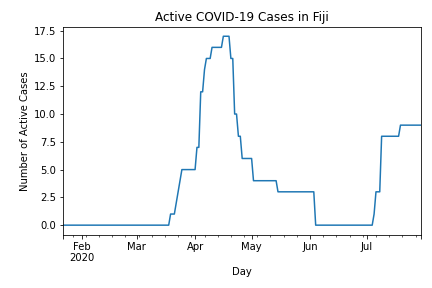 Active COVID-19 Cases in Fiji
17.5
15.0
12.5
10.0
7.5
5.0
2.5
0.0
Number of Active Cases
Feb
2020
Mar
Apr
May
Jun
Jul
Day